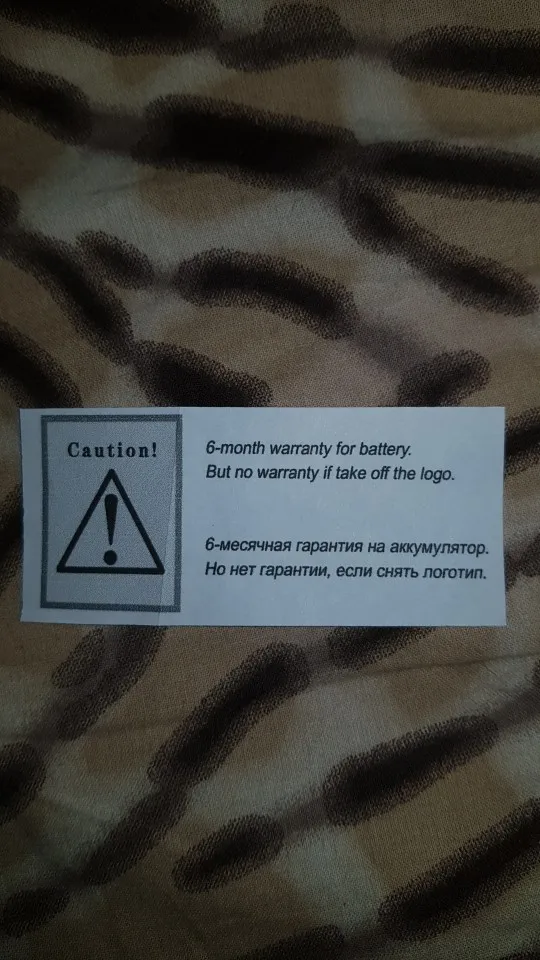 Caution!
6-month warranty for battery.
But no warranty if take off the logo.
6-месячная гарантия на аккумулятор.
Но нет гарантии, если снять логотип.